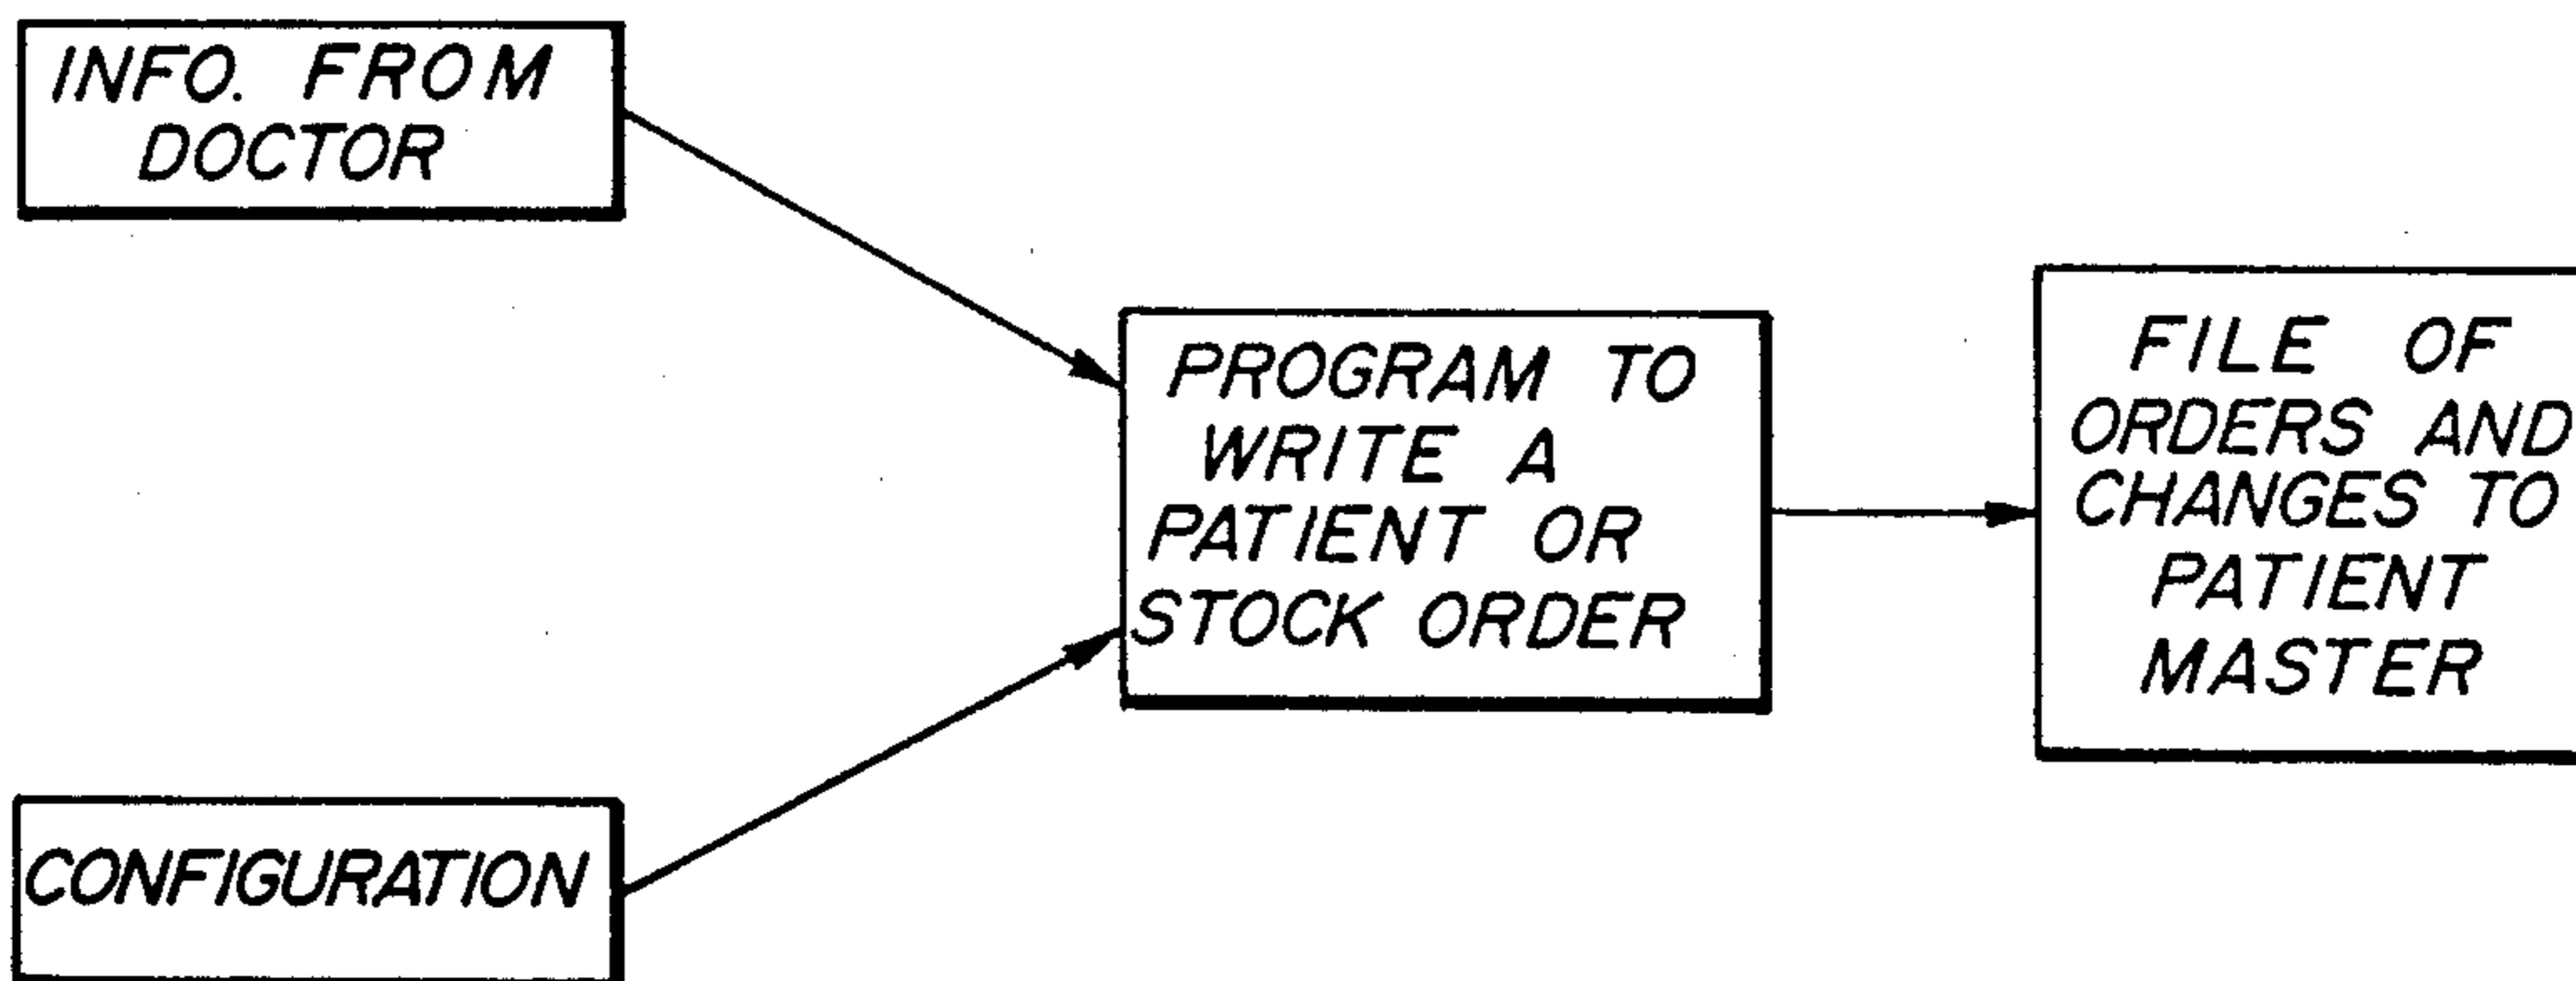 INFO. FROM
DOCTOR
PROGRAM TO
WRITE A
PATIENT OR
STOCK ORDER
FILE OF
ORDERS AND
CHANGES TO
PATIENT
MASTER
CONFIGURATION